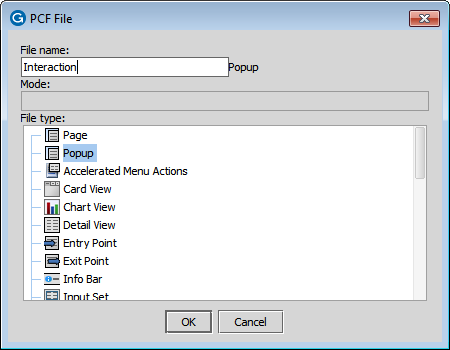 PCF File
File name:
Interaction Popup
Mode:
File type:
Page
Popup
Accelerated Menu Actions
Card View
Chart View
Detail View
Entry Point
Exit Point
Info Bar
Input Set
OK Cancel